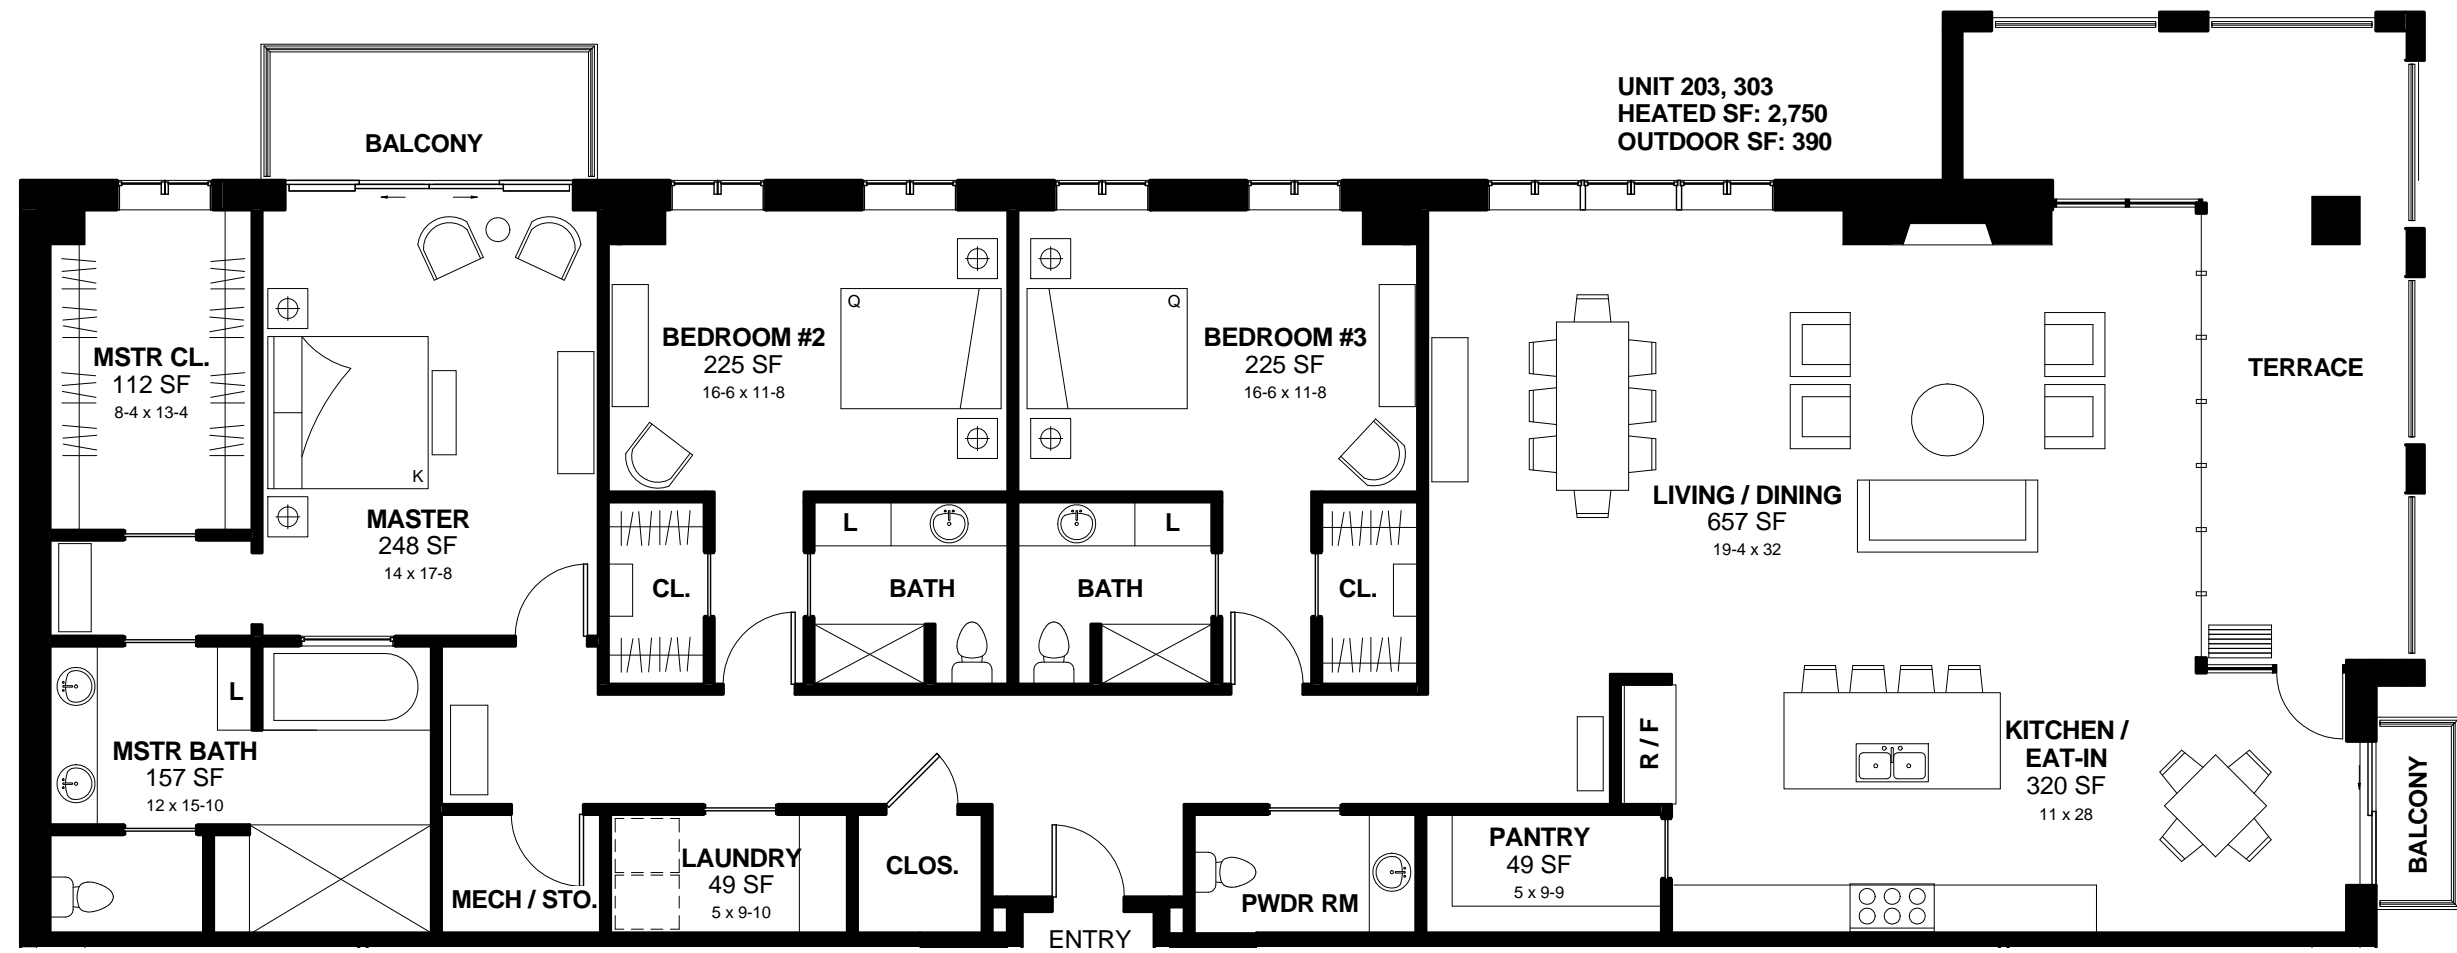 UNIT 203, 303
HEATED SF: 2,750
OUTDOOR SF: 390
BALCONY
MSTR CL.
112 SF
8-4 x 13-4
K
MASTER
248 SF
14 x 17-8
BEDROOM #2
225 SF
16-6 x 11-8
Q
Q
BEDROOM #3
225 SF
16-6 x 11-8
TERRACE
LIVING / DINING
657 SF
19-4 x 32
CL.
L
BATH
L
BATH
CL.
L
MSTR BATH
157 SF
12 x 15-10
R / F
KITCHEN /
EAT-IN
320 SF
11 x 28
BALCONY
MECH / STO.
LAUNDRY
49 SF
5 x 9-10
CLOS.
ENTRY
PWDR RM
PANTRY
49 SF
5 x 9-9